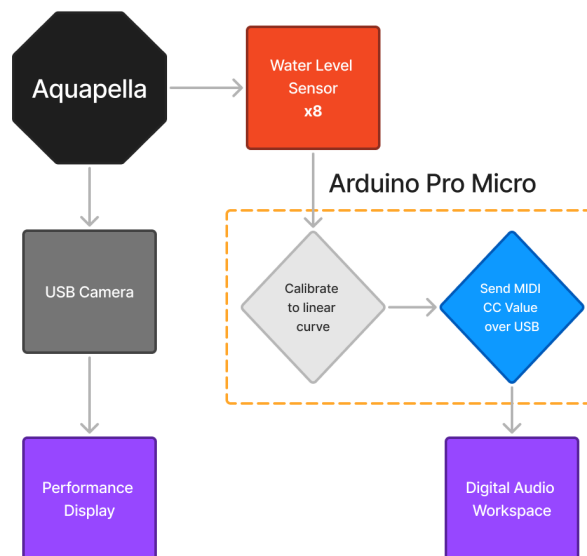 Aquapella
Water Level
Sensor
x8
Arduino Pro Micro
USB Camera
Calibrate
to linear
curve
Send MIDI
CC Value
over USB
Performance
Display
Digital Audio
Workspace